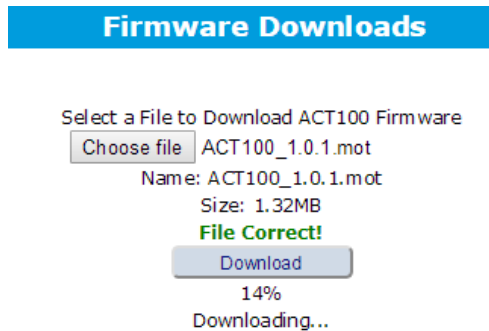 Firmware Downloads
Select a File to Download ACT100 Firmware
Choose file ACT100_1.0.1.mot
Name: ACT100_1.0.1.mot
Size: 1.32MB
File Correct!
Download
14%
Downloading...